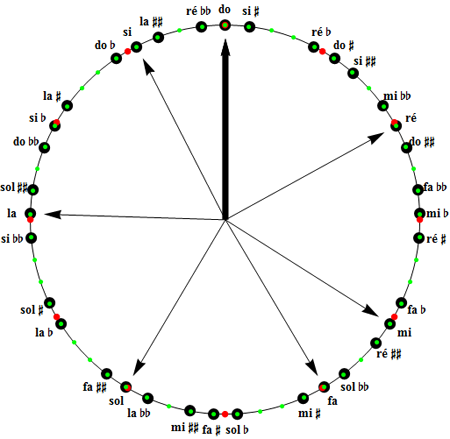 do
si ♯
ré b
do ♯
si ♯♯
mi bb
ré
do ♯♯
fa bb
mi b
ré ♯
fa b
mi
ré ♯♯
sol bb
fa
mi ♯
sol b
fa ♯
mi ♯♯
la bb
sol
fa ♯♯
la b
sol ♯
si bb
la
sol ♯♯
do bb
si b
la ♯
do b
si
la ♯♯
ré bb